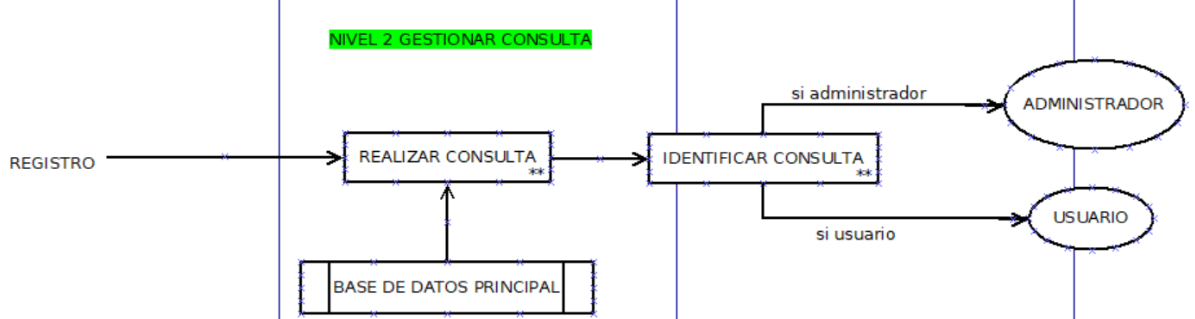 NIVEL 2 GESTIONAR CONSULTA
si administrador
ADMINISTRADOR
REGISTRO
REALIZAR CONSULTA
**
IDENTIFICAR CONSULTA
**
USUARIO
si usuario
BASE DE DATOS PRINCIPAL